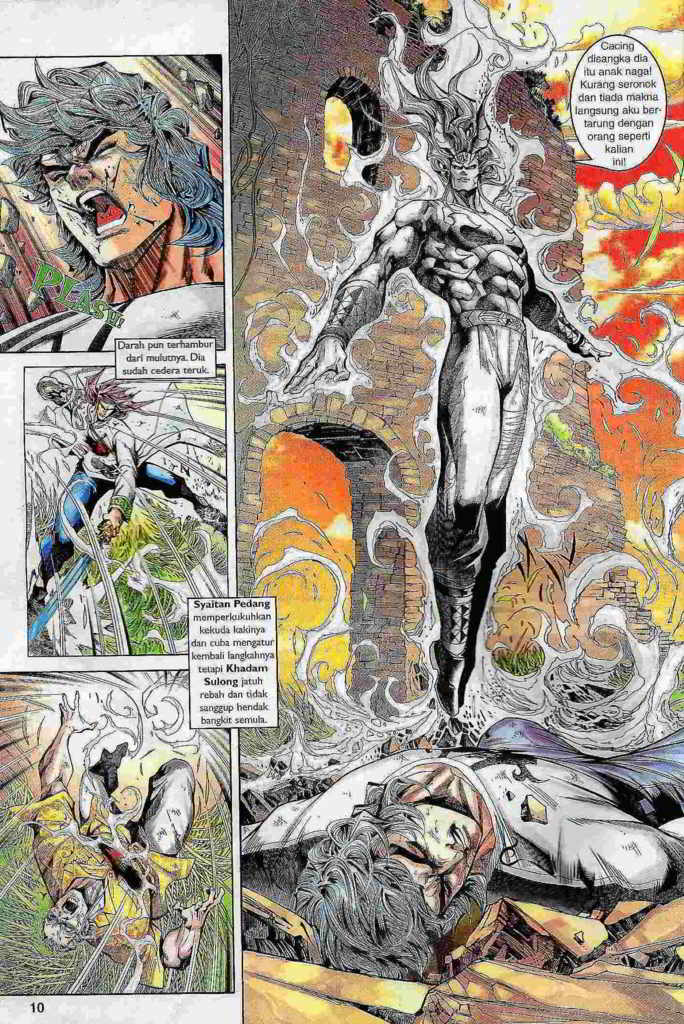 Cacing
disangka dia
itu anak naga!
Kurang seronok
dan tiada makna
langsung aku ber-
tarung dengan
orang seperti
kalian
ini!
PLASH!!
Darah pun terhambur
dari mulutnya. Dia
sudah cedera teruk.
Syaitan Pedang
memperkukuhkan
kekuda kakinya
dan cuba mengatur
kembali langkahnya
tetapi Khadam
Sulong jatuh
rebah dan tidak
sanggup hendak
bangkit semula.
10